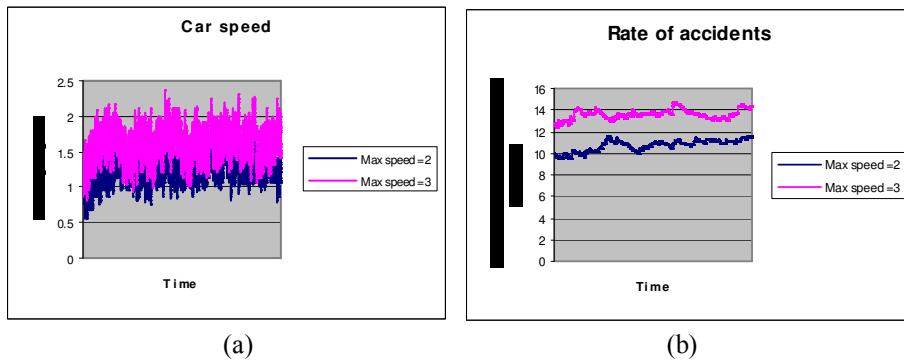 Car speed
2.5
2
1.5
1
0.5
0
Time
Max speed=2
Max speed=3
(a)
Rate of accidents
16
14
12
10
8
6
4
2
0
Time
Max speed=2
Max speed=3
(b)